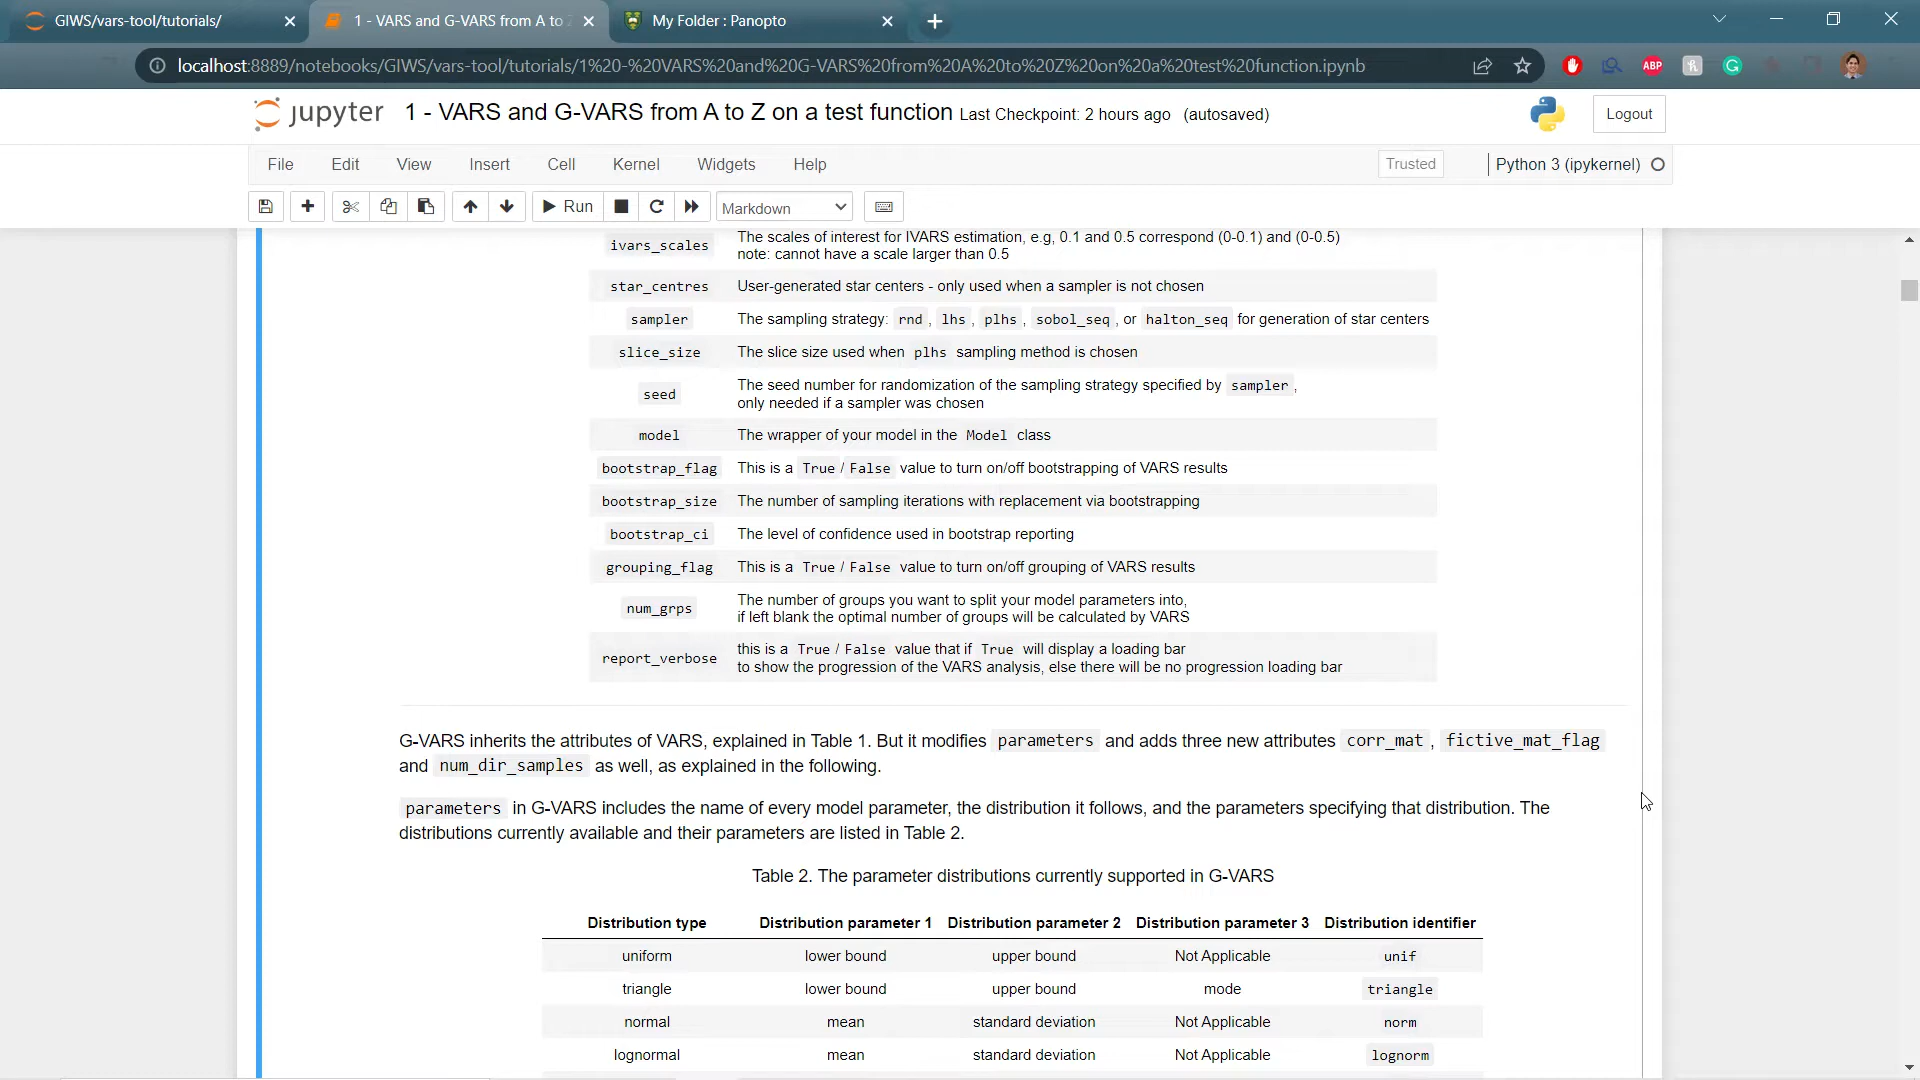 GIWS/vars-tool/tutorials/
1 - VARS and G-VARS from A to Z
My Folder : Panopto
localhost:8889/notebooks/GIWS/vars-tool/tutorials/1%20-%20VARS%20and%20G-VARS%20from%20A%20to%20Z%20on%20a%20test%20function.ipynb
ABP
jupyter 1 - VARS and G-VARS from A to Z on a test function Last Checkpoint: 2 hours ago (autosaved)
Logout
File Edit View Insert Cell Kernel Widgets Help Trusted Python 3 (ipykernel)
Run Markdown
ivars_scales The scales of interest for IVARS estimation, e.g, 0.1 and 0.5 correspond (0-0.1) and (0-0.5)
note: cannot have a scale larger than 0.5
star_centres User-generated star centers - only used when a sampler is not chosen
sampler The sampling strategy: rnd, lhs, plhs, sobol_seq, or halton_seq for generation of star centers
slice_size The slice size used when plhs sampling method is chosen
seed The seed number for randomization of the sampling strategy specified by sampler,
only needed if a sampler was chosen
model The wrapper of your model in the Model class
bootstrap_flag This is a True / False value to turn on/off bootstrapping of VARS results
bootstrap_size The number of sampling iterations with replacement via bootstrapping
bootstrap_ci The level of confidence used in bootstrap reporting
grouping_flag This is a True / False value to turn on/off grouping of VARS results
num_grps The number of groups you want to split your model parameters into,
if left blank the optimal number of groups will be calculated by VARS
report_verbose this is a True / False value that if True will display a loading bar
to show the progression of the VARS analysis, else there will be no progression loading bar
G-VARS inherits the attributes of VARS, explained in Table 1. But it modifies parameters and adds three new attributes corr_mat, fictive_mat_flag
and num_dir_samples as well, as explained in the following.
parameters in G-VARS includes the name of every model parameter, the distribution it follows, and the parameters specifying that distribution. The
distributions currently available and their parameters are listed in Table 2.
Table 2. The parameter distributions currently supported in G-VARS
Distribution type Distribution parameter 1 Distribution parameter 2 Distribution parameter 3 Distribution identifier
uniform lower bound upper bound Not Applicable unif
triangle lower bound upper bound mode triangle
normal mean standard deviation Not Applicable norm
lognormal mean standard deviation Not Applicable lognorm